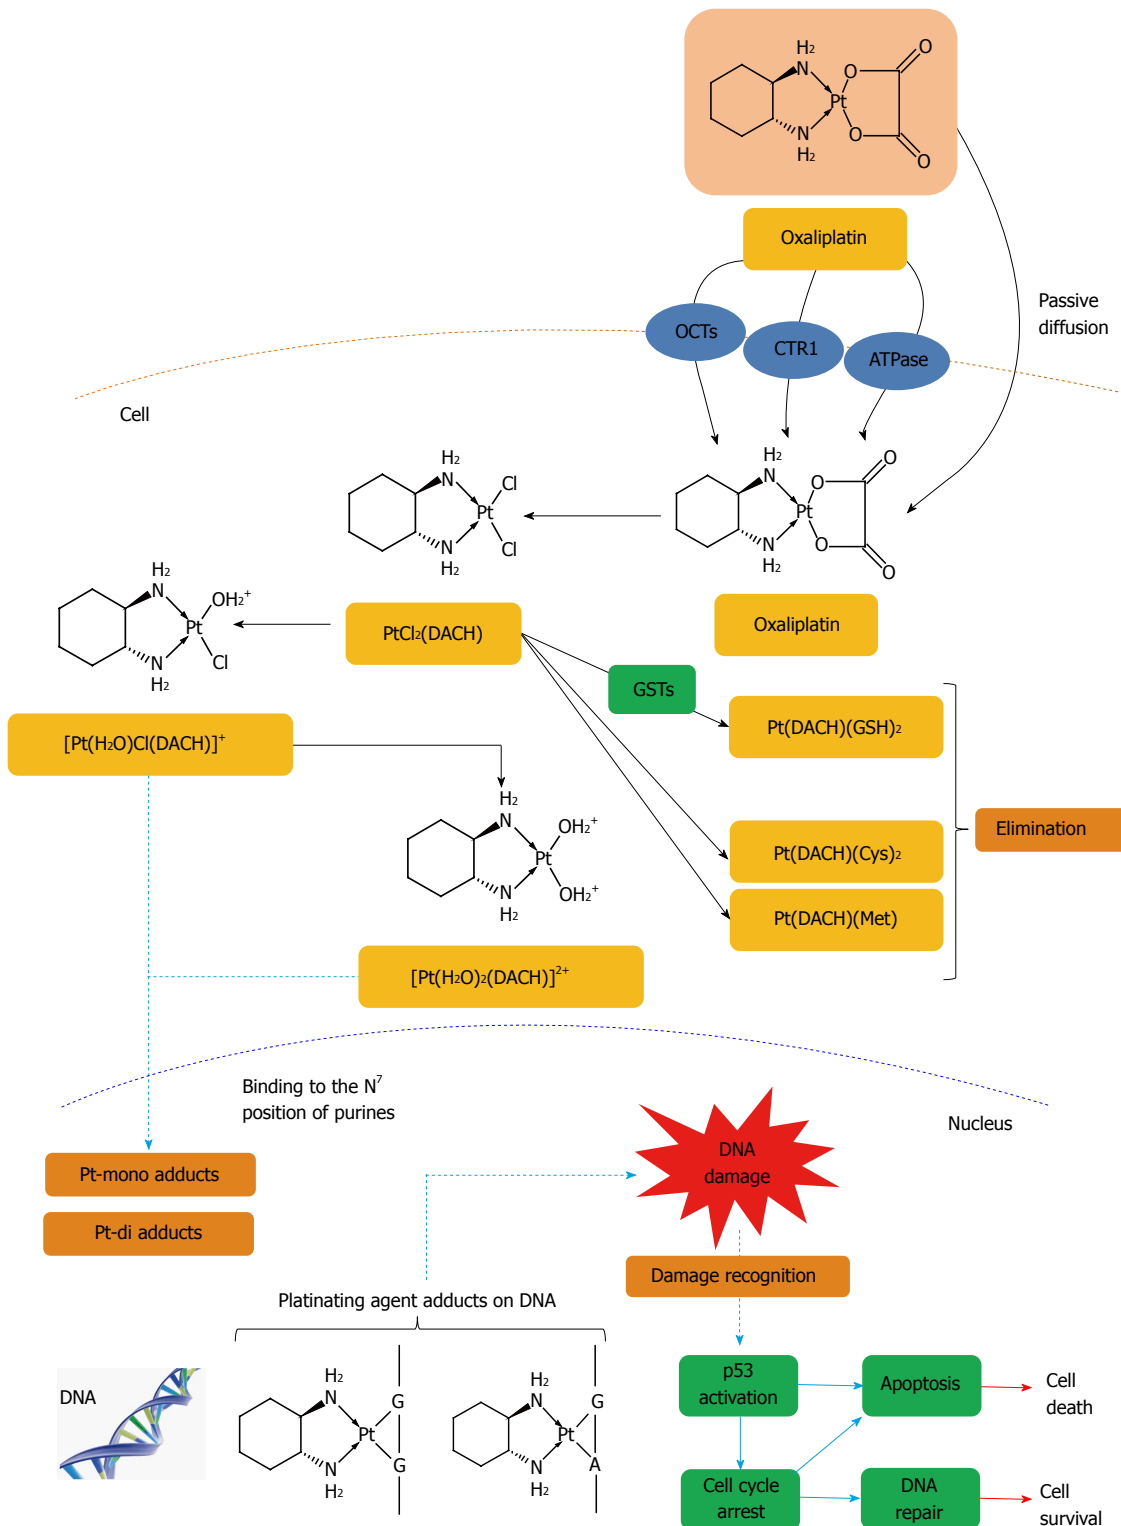 H₂
N
Pt
O
O
O
O
N
H₂
Oxaliplatin
Passive
diffusion
OCTs
CTR1
ATPase
Cell
H₂
N
Pt
Cl
Cl
N
H₂
H₂
N
Pt
O
O
O
O
N
H₂
H₂
N
Pt
OH₂⁺
Cl
N
H₂
PtCl₂(DACH)
Oxaliplatin
GSTs
Pt(DACH)(GSH)₂
[Pt(H₂O)Cl(DACH)]⁺
H₂
N
Pt
OH₂⁺
OH₂⁺
N
H₂
Pt(DACH)(Cys)₂
Elimination
Pt(DACH)(Met)
[Pt(H₂O)₂(DACH)]²⁺
Binding to the N⁷
position of purines
Nucleus
Pt-mono adducts
Pt-di adducts
DNA
damage
Damage recognition
Platinating agent adducts on DNA
DNA
H₂
N
Pt
G
G
N
H₂
H₂
N
Pt
G
A
N
H₂
p53
activation
Apoptosis
Cell
death
Cell cycle
arrest
DNA
repair
Cell
survival